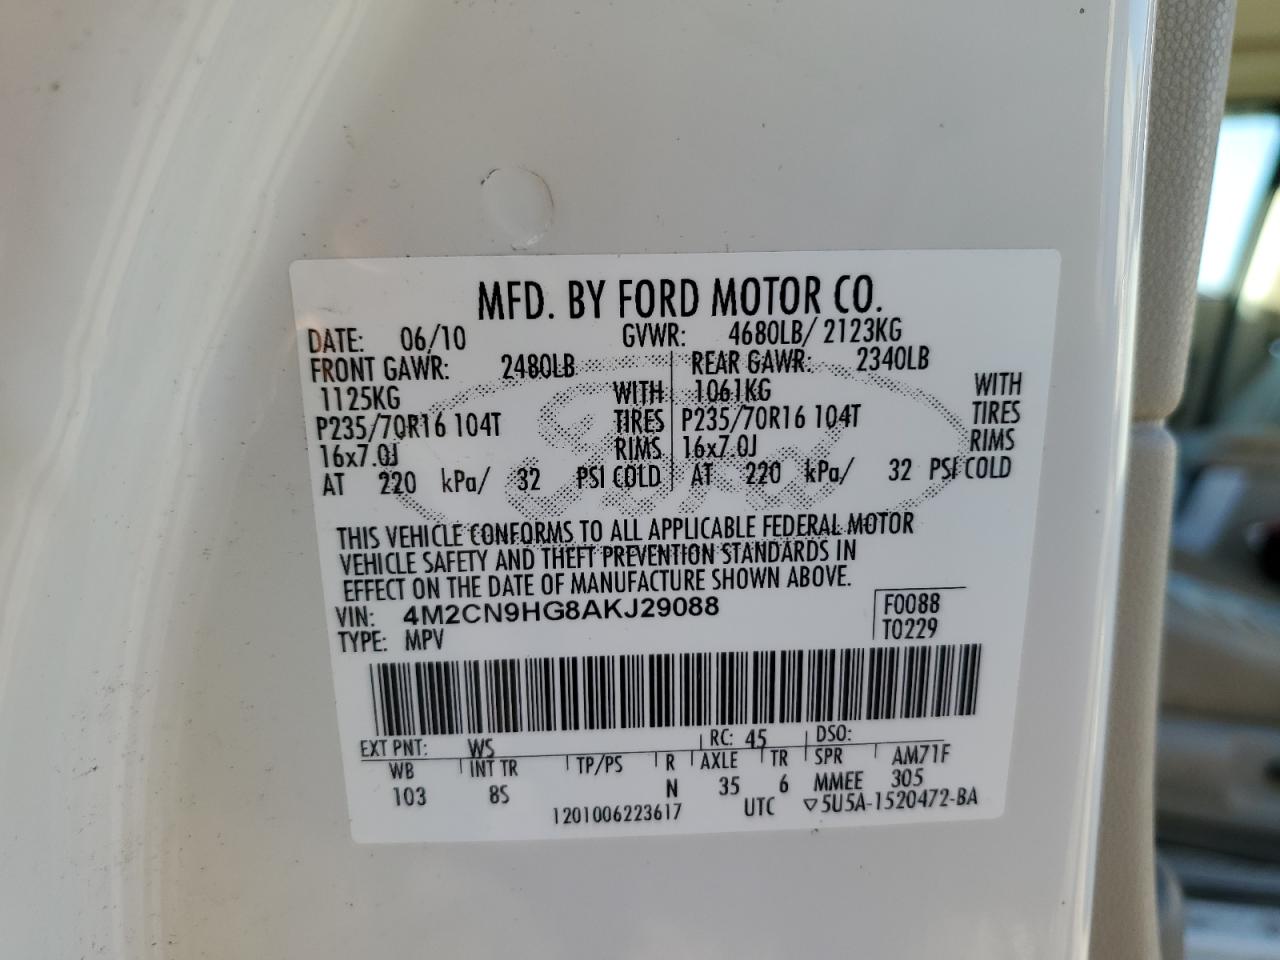 MFD. BY FORD MOTOR CO.
DATE: 06/10 GVWR: 4680LB/ 2123KG
FRONT GAWR: 2480LB REAR GAWR: 2340LB
1125KG WITH 1061KG WITH
P235/70R16 104T TIRES P235/70R16 104T TIRES
16x7.0J RIMS 16x7.0J RIMS
AT 220 kPa/ 32 PSI COLD AT 220 kPa/ 32 PSI COLD
Ford
THIS VEHICLE CONFORMS TO ALL APPLICABLE FEDERAL MOTOR
VEHICLE SAFETY AND THEFT PREVENTION STANDARDS IN
EFFECT ON THE DATE OF MANUFACTURE SHOWN ABOVE.
VIN: 4M2CN9HG8AKJ29088 F0088
TYPE: MPV T0229
EXT PNT: WS RC: 45 DSO:
WB INT TR TP/PS R AXLE TR SPR AM71F
103 8S N 35 6 MMEE 305
1201006223617 UTC ▽5U5A-1520472-BA